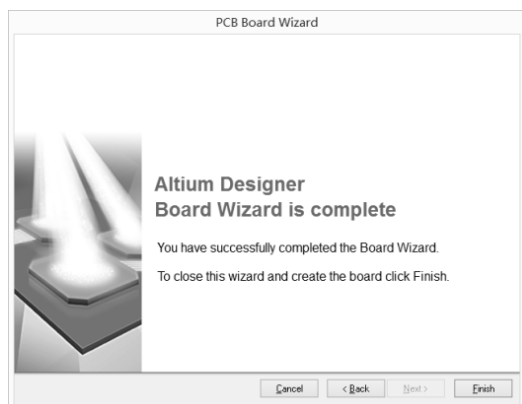 PCB Board Wizard
Altium Designer
Board Wizard is complete
You have successfully completed the Board Wizard.
To close this wizard and create the board click Finish.
Cancel
< Back
Next >
Finish